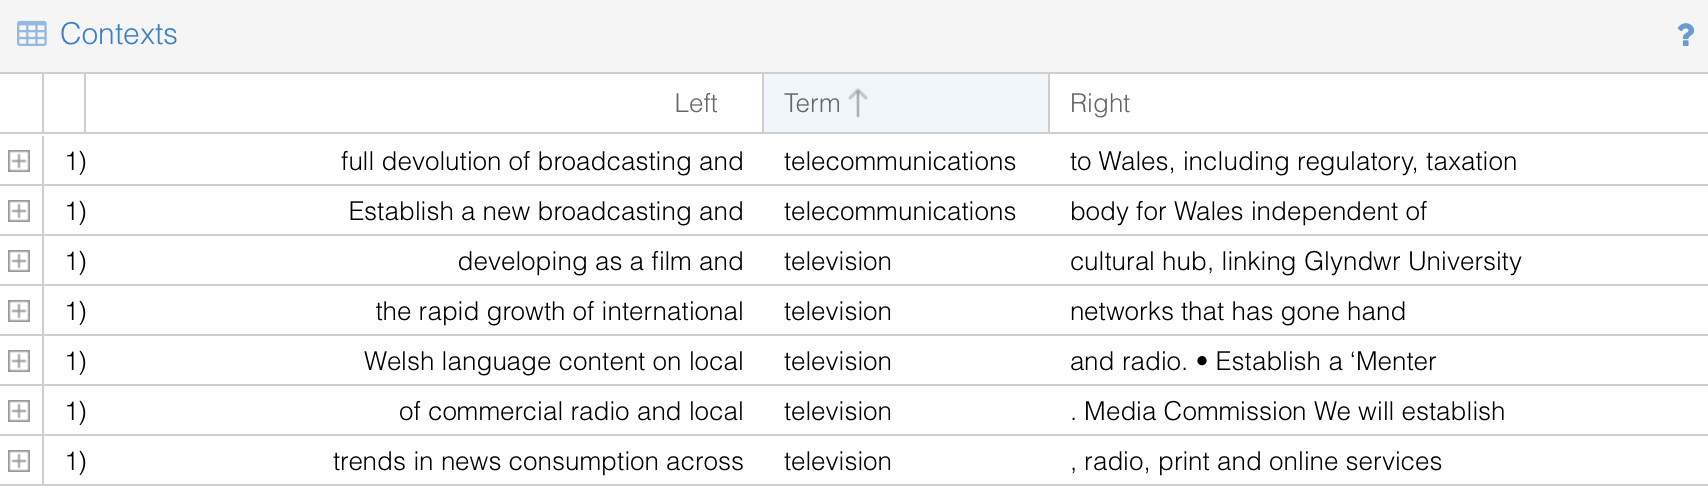 Contexts ?
Left Term ↑ Right
1) full devolution of broadcasting and telecommunications to Wales, including regulatory, taxation
1) Establish a new broadcasting and telecommunications body for Wales independent of
1) developing as a film and television cultural hub, linking Glyndwr University
1) the rapid growth of international television networks that has gone hand
1) Welsh language content on local television and radio. • Establish a ‘Menter
1) of commercial radio and local television . Media Commission We will establish
1) trends in news consumption across television , radio, print and online services